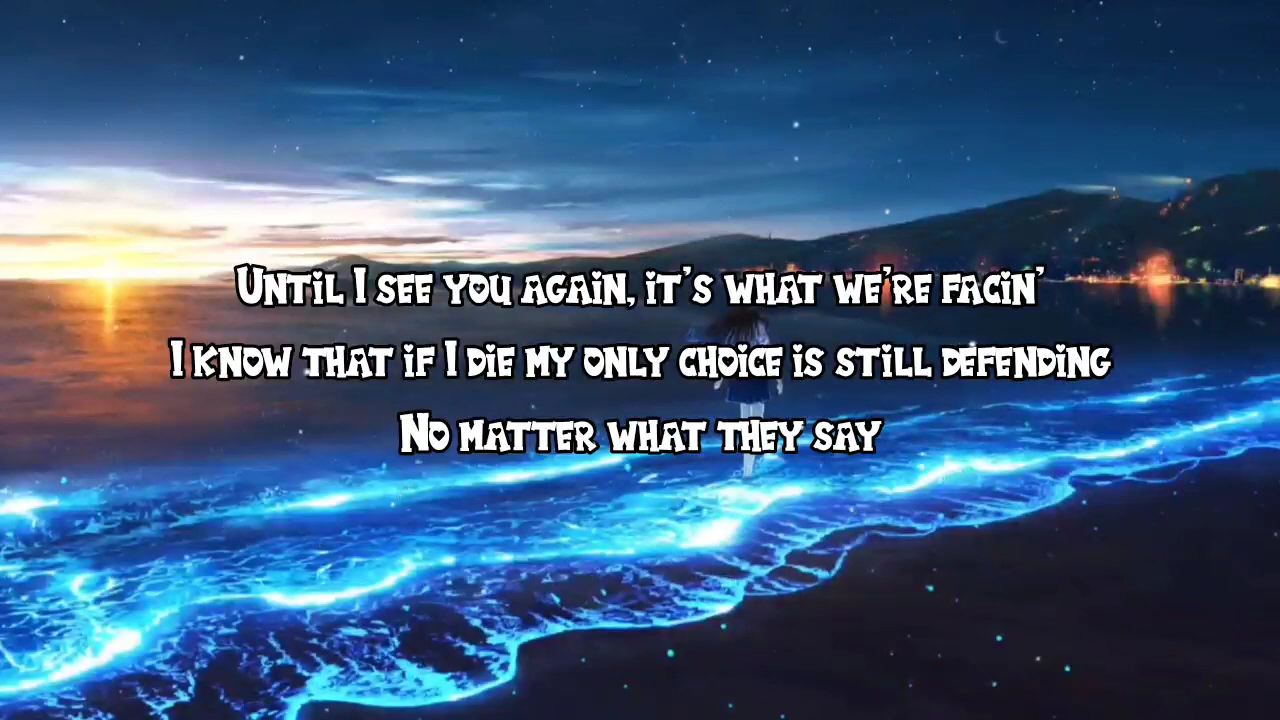 Until I see you again, it's what we're facin'
I know that if I die my only choice is still defending
No matter what they say